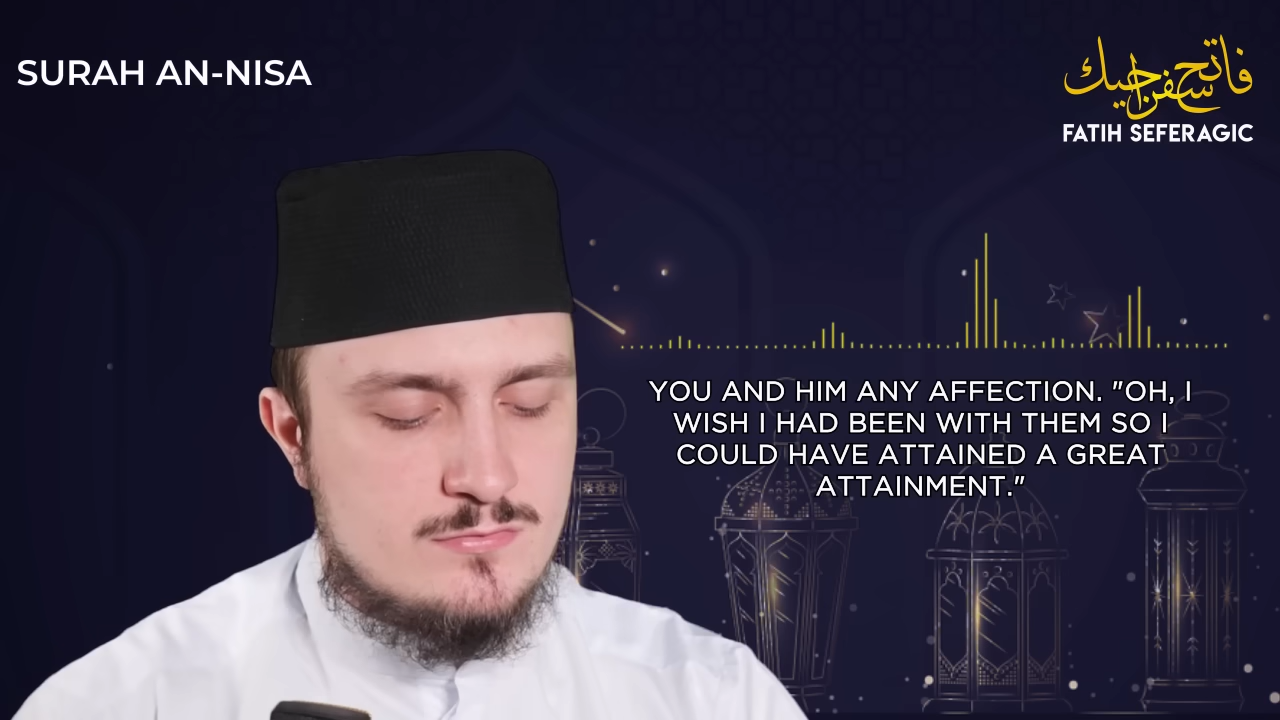 SURAH AN-NISA
فاتح سفراجيك
FATIH SEFERAGIC
YOU AND HIM ANY AFFECTION. "OH, I
WISH I HAD BEEN WITH THEM SO I
COULD HAVE ATTAINED A GREAT
ATTAINMENT."